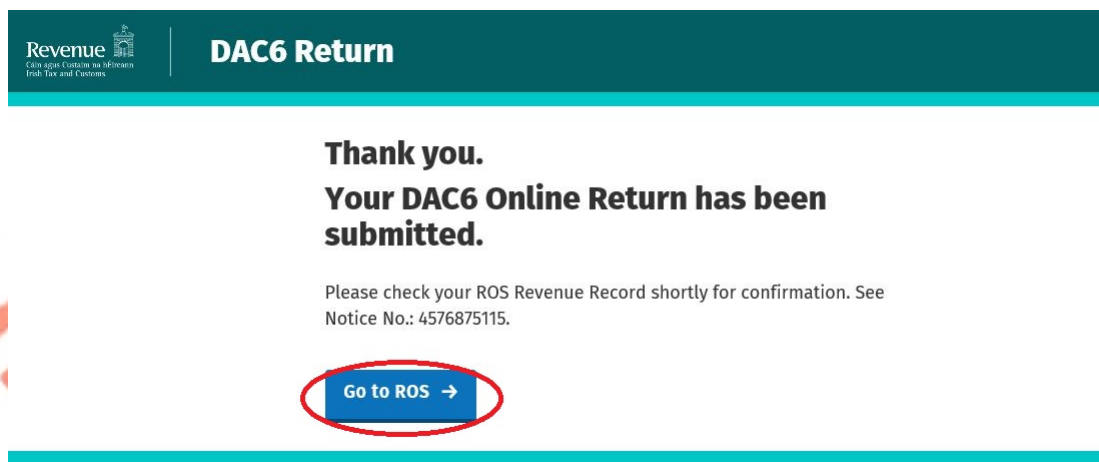 Revenue
Cáin agus Custaim na hÉireann
Irish Tax and Customs
DAC6 Return
Thank you.
Your DAC6 Online Return has been
submitted.
Please check your ROS Revenue Record shortly for confirmation. See
Notice No.: 4576875115.
Go to ROS →